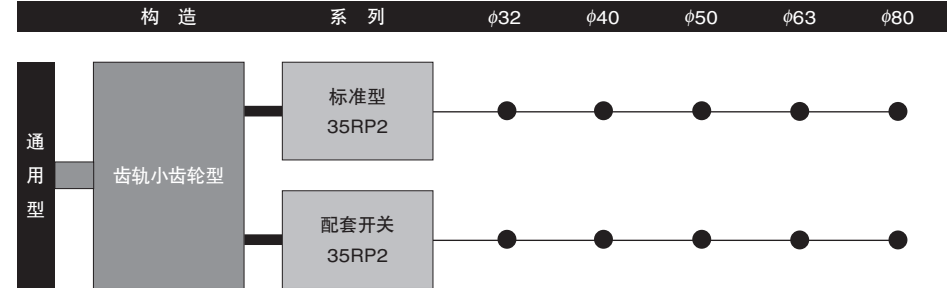 构 造 系 列 φ32 φ40 φ50 φ63 φ80
通用型
齿轨小齿轮型
标准型
35RP2
配套开关
35RP2